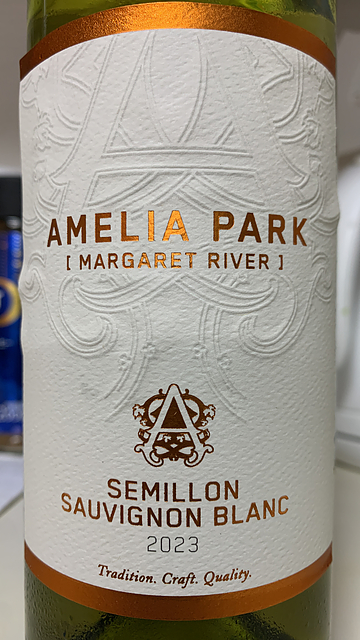 AMELIA PARK
[ MARGARET RIVER ]
A
SEMILLON
SAUVIGNON BLANC
2023
Tradition. Craft. Quality.